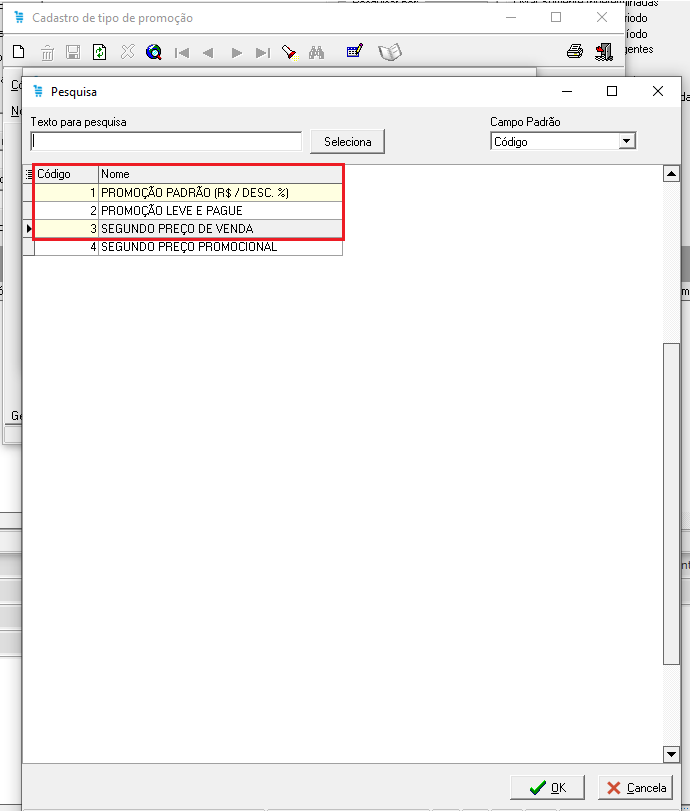 Cadastro de tipo de promoção
Pesquisa
Texto para pesquisa
Campo Padrão
Seleciona
Código
Código Nome
1 PROMOÇÃO PADRÃO (R$ / DESC. %)
2 PROMOÇÃO LEVE E PAGUE
3 SEGUNDO PREÇO DE VENDA
4 SEGUNDO PREÇO PROMOCIONAL
OK
Cancela